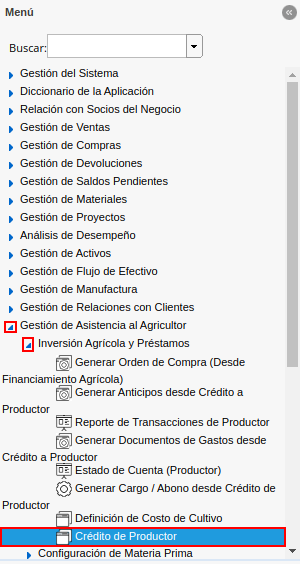 Menú
Buscar:
Gestión del Sistema
Diccionario de la Aplicación
Relación con Socios del Negocio
Gestión de Ventas
Gestión de Compras
Gestión de Devoluciones
Gestión de Saldos Pendientes
Gestión de Materiales
Gestión de Proyectos
Análisis de Desempeño
Gestión de Activos
Gestión de Flujo de Efectivo
Gestión de Manufactura
Gestión de Relaciones con Clientes
Gestión de Asistencia al Agricultor
Inversión Agrícola y Préstamos
Generar Orden de Compra (Desde
Financiamiento Agrícola)
Generar Anticipos desde Crédito a
Productor
Reporte de Transacciones de Productor
Generar Documentos de Gastos desde
Crédito a Productor
Estado de Cuenta (Productor)
Generar Cargo / Abono desde Crédito de
Productor
Definición de Costo de Cultivo
Crédito de Productor
Configuración de Materia Prima